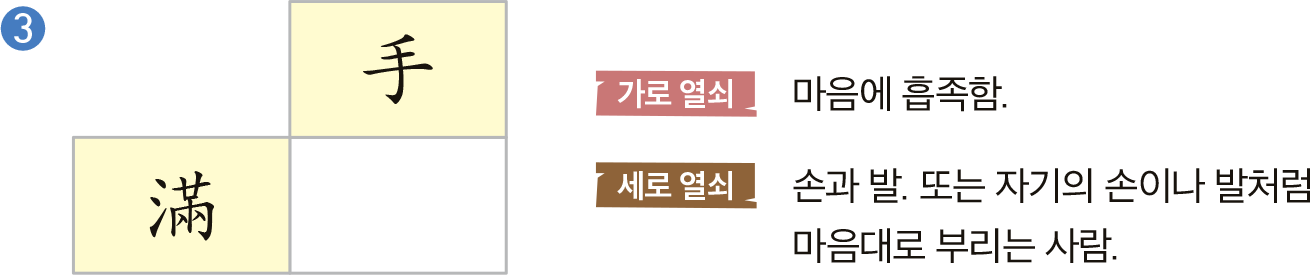 3
手
滿
가로 열쇠 마음에 흡족함.
세로 열쇠 손과 발. 또는 자기의 손이나 발처럼
마음대로 부리는 사람.